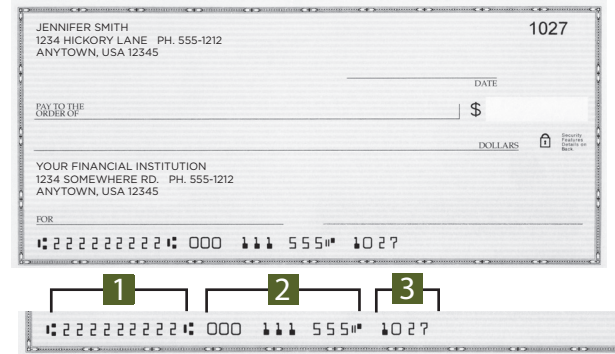 JENNIFER SMITH
1234 HICKORY LANE PH. 555-1212
ANYTOWN, USA 12345
1027
DATE
PAY TO THE
ORDER OF
$
DOLLARS
Security
Features
Details on
Back.
YOUR FINANCIAL INSTITUTION
1234 SOMEWHERE RD. PH. 555-1212
ANYTOWN, USA 12345
FOR
⑆222222222⑆ 000 111 555⑈ 1027
1 2 3
⑆222222222⑆ 000 111 555⑈ 1027